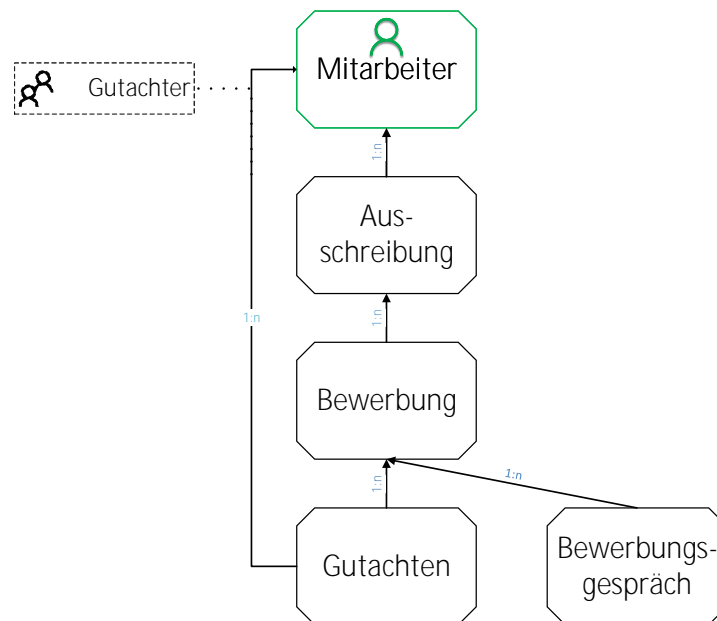 Mitarbeiter
Gutachter
1:n
Aus-
schreibung
1:n
1:n
Bewerbung
1:n
1:n
Gutachten
Bewerbungs-
gespräch